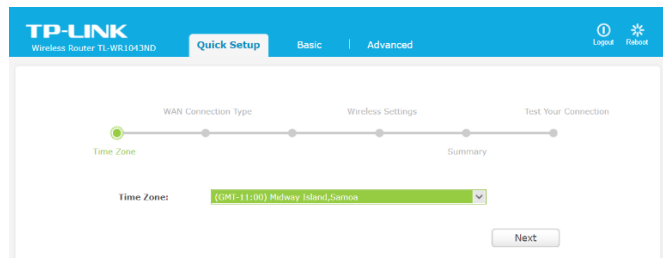 TP-LINK
Wireless Router TL-WR1043ND
Quick Setup
Basic
Advanced
Logout
Reboot
WAN Connection Type
Wireless Settings
Test Your Connection
Time Zone
Summary
Time Zone:
(GMT-11:00) Midway Island,Samoa
Next